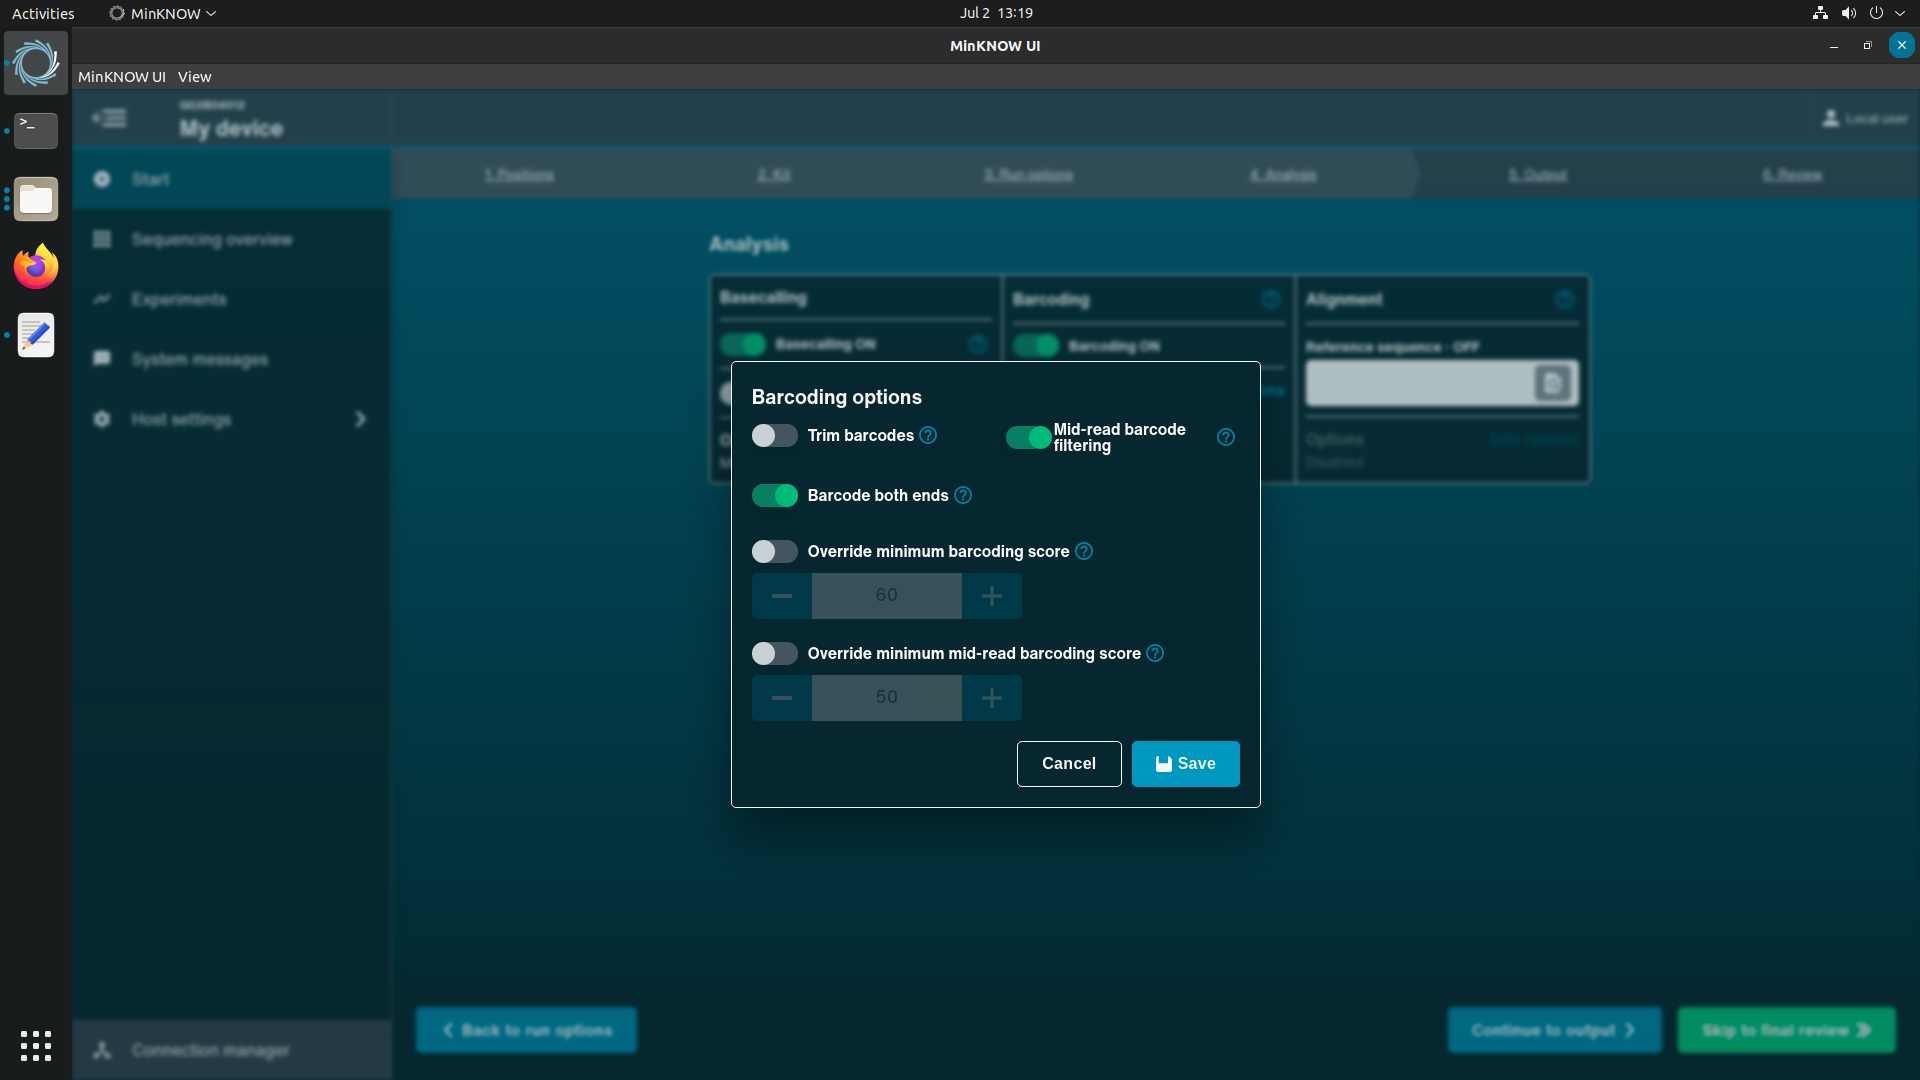 Activities
MinKNOW
Jul 2 13:19
MinKNOW UI
MinKNOW UI View
My device
Local user
Start
Sequencing overview
Experiments
System messages
Host settings
Connection manager
1. Positions
2. Kit
3. Run options
4. Analysis
5. Output
6. Review
Analysis
Basecalling
Basecalling ON
Barcoding
Barcoding ON
Alignment
Reference sequence - OFF
Options
Edit options
Disabled
Barcoding options
Trim barcodes
Mid-read barcode
filtering
Barcode both ends
Override minimum barcoding score
60
Override minimum mid-read barcoding score
50
Cancel
Save
Back to run options
Continue to output
Skip to final review